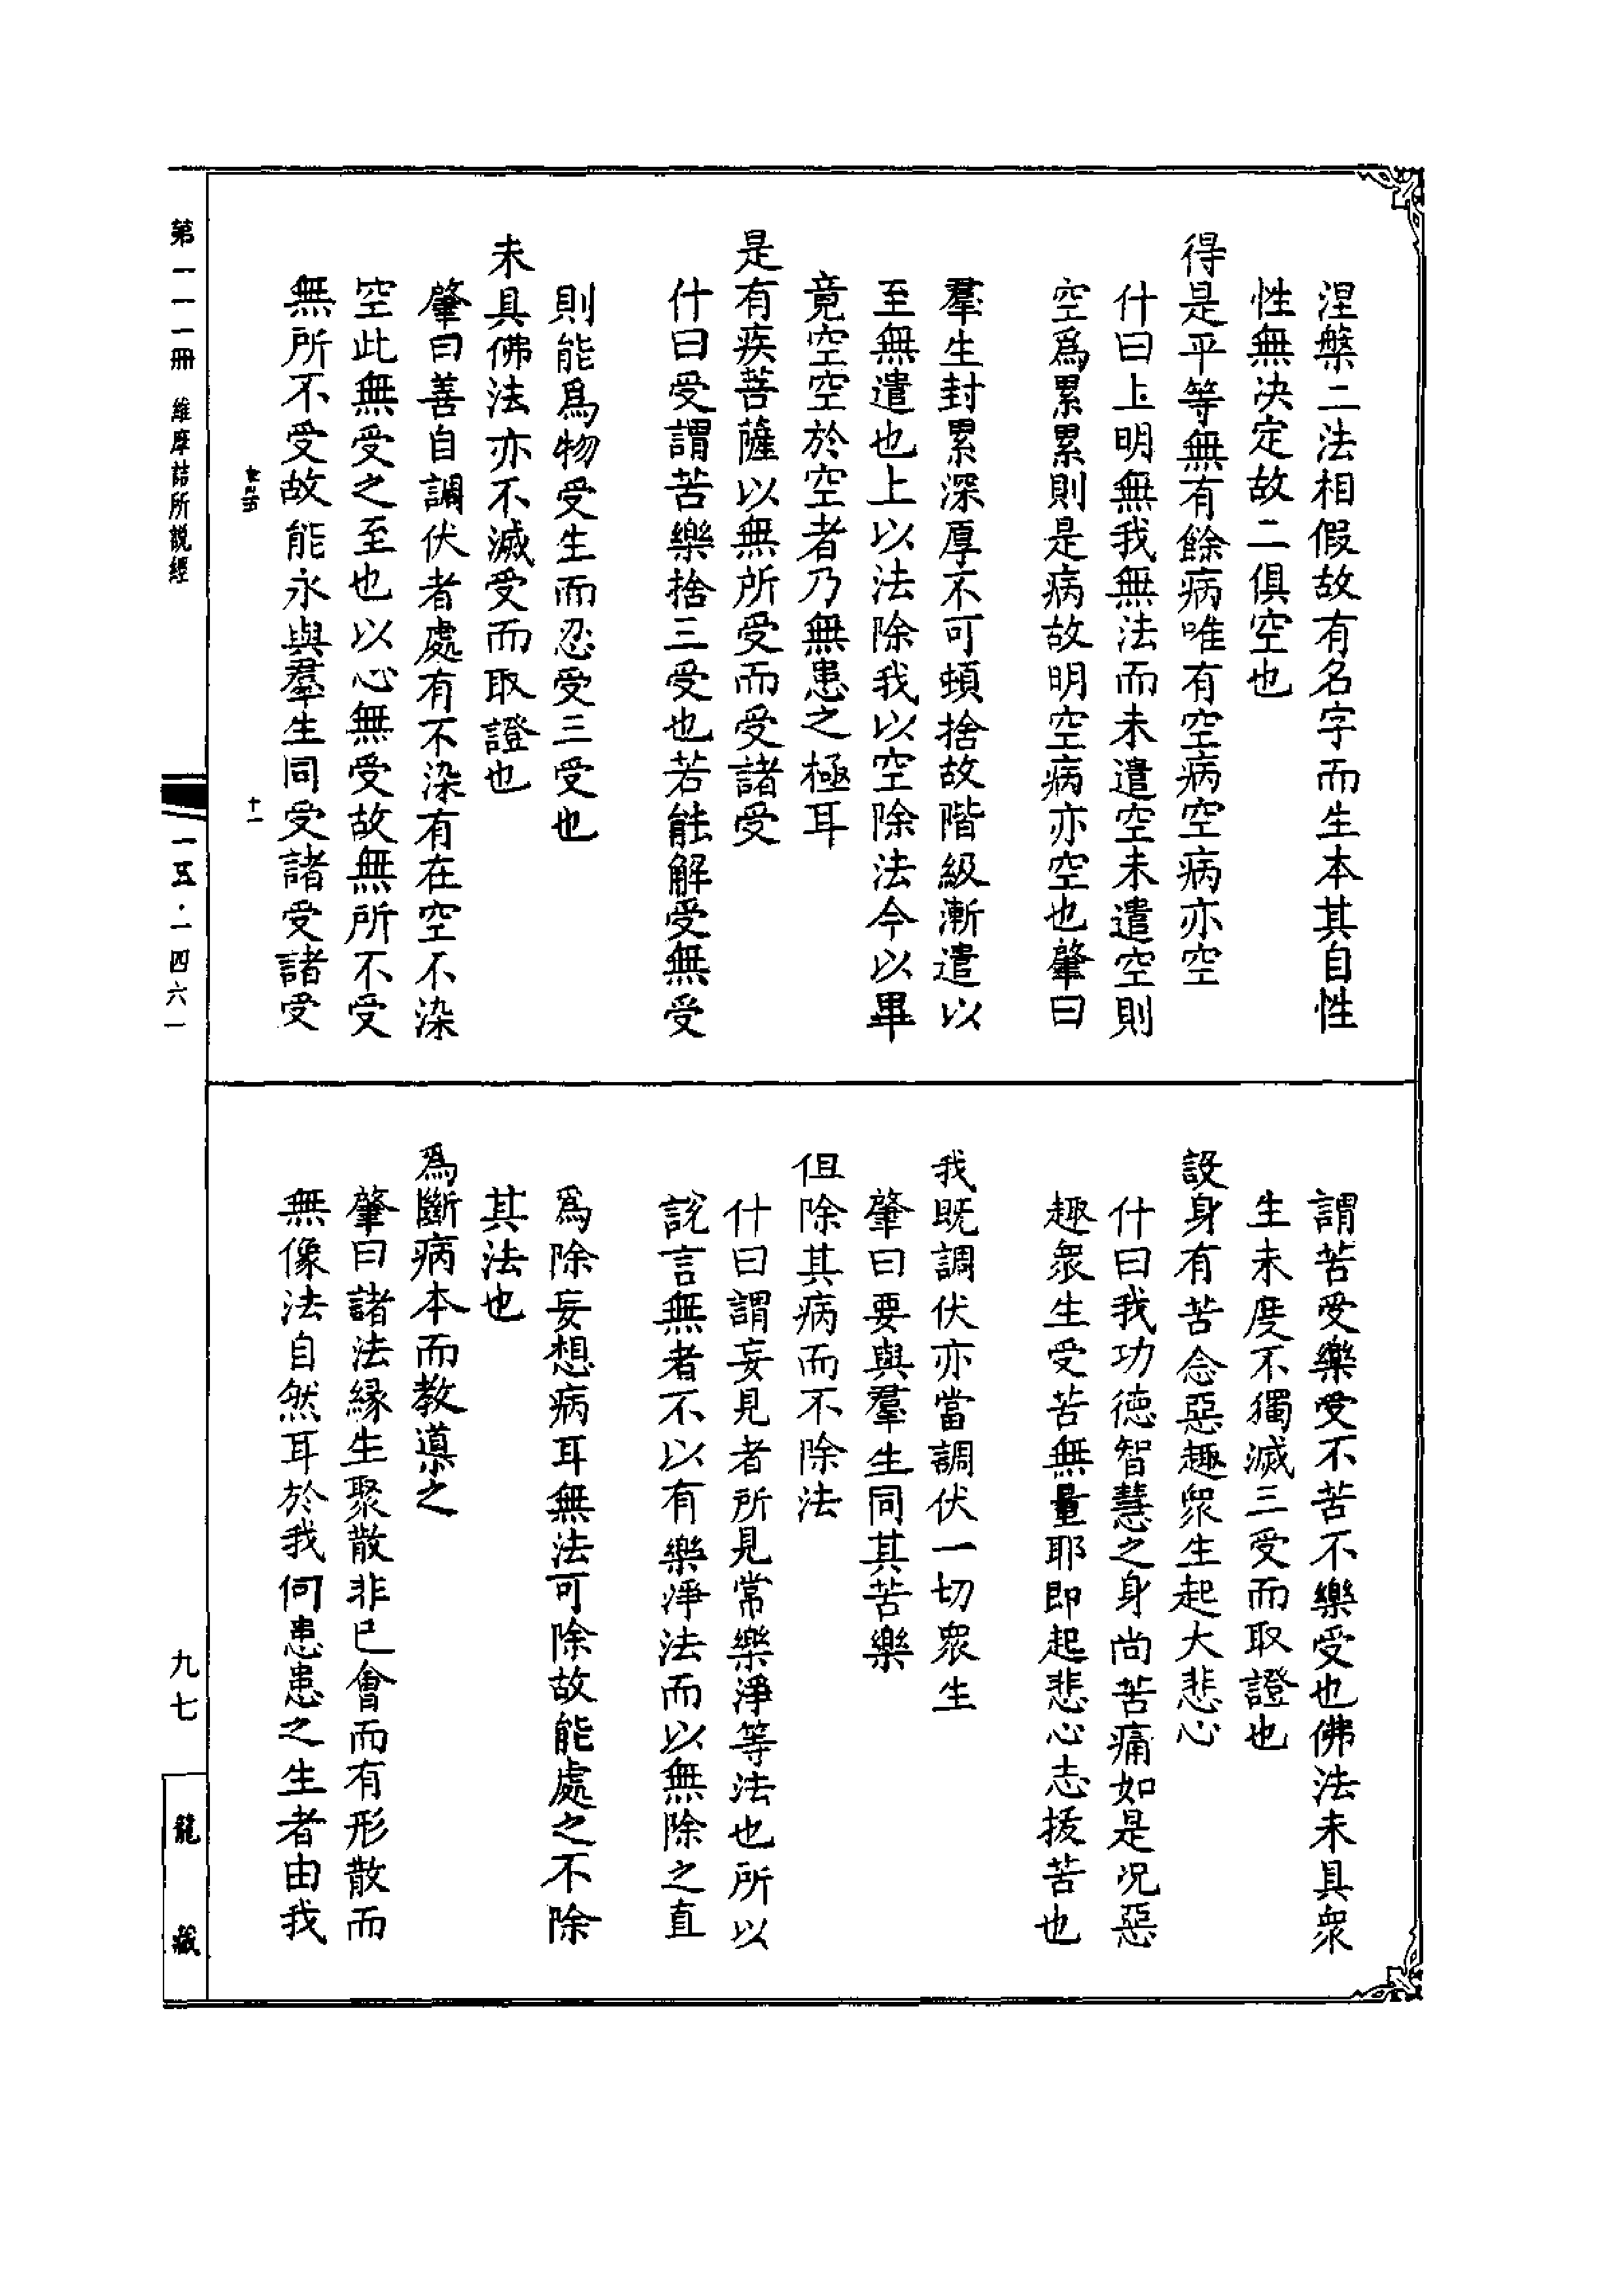 涅槃二法相假故有名字而生本其自性
性無决定故二俱空也
得是平等無有餘病唯有空病空病亦空
什曰上明無我無法而未遣空未遣空則
空爲累累則是病故明空病亦空也肇曰
羣生封累深厚不可頓捨故階級漸遣以
至無遣也上以法除我以空除法今以畢
竟空空於空者乃無患之極耳
是有疾菩薩以無所受而受諸受
什曰受謂苦樂捨三受也若能解受無受
則能爲物受生而忍受三受也
未具佛法亦不滅受而取證也
肇曰善自調伏者處有不染有在空不染
空此無受之至也以心無受故無所不受
無所不受故能永與羣生同受諸受諸受
十一
謂苦受樂受不苦不樂受也佛法未具衆
生未度不獨滅三受而取證也
設身有苦念惡趣衆生起大悲心
什曰我功德智慧之身尚苦痛如是况惡
趣衆生受苦無量耶即起悲心志拔苦也
我既調伏亦當調伏一切衆生
肇曰要與羣生同其苦樂
但除其病而不除法
什曰謂妄見者所見常樂淨等法也所以
說言無者不以有樂淨法而以無除之直
爲除妄想病耳無法可除故能處之不除
其法也
爲斷病本而教導之
肇曰諸法緣生聚散非已會而有形散而
無像法自然耳於我何患患之生者由我
第一一一冊 維摩詰所説經
一五·一四六一
九七
龍藏